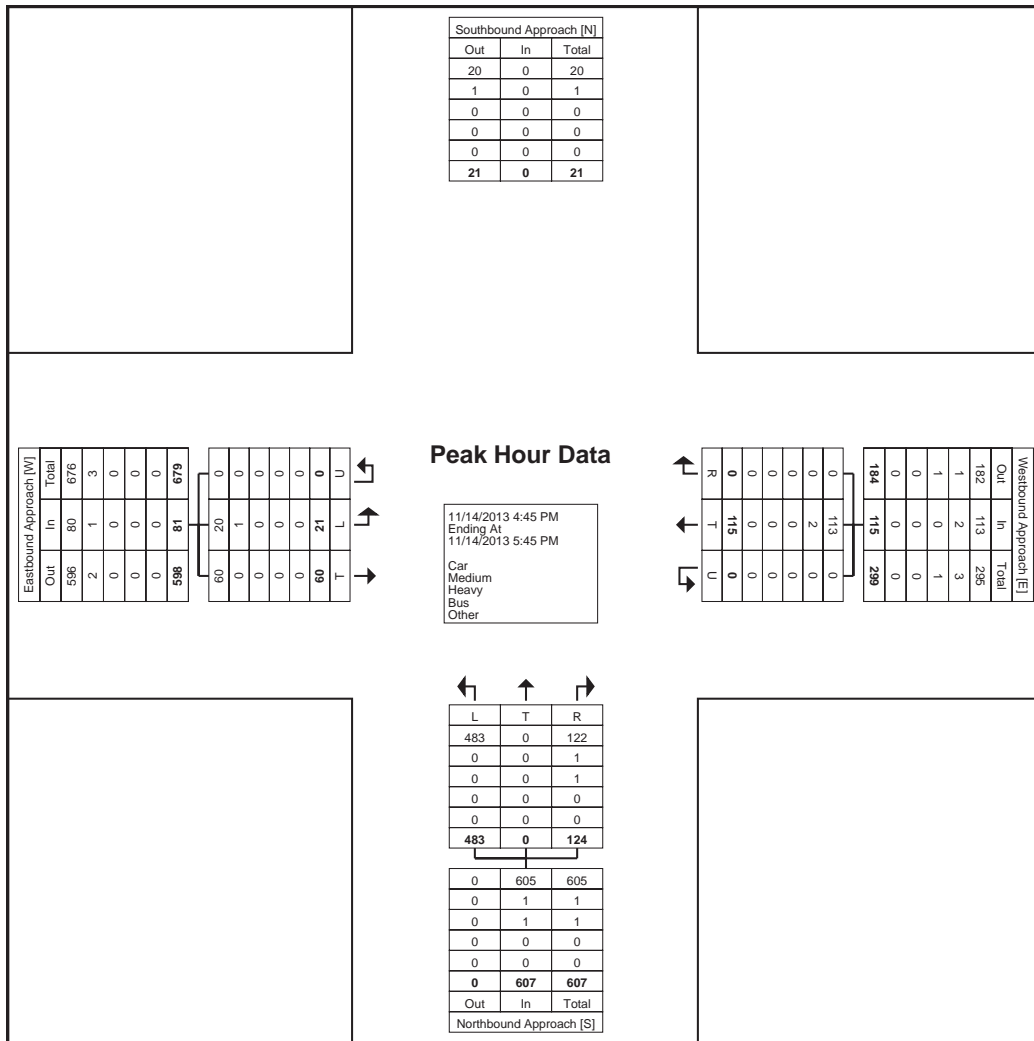 Southbound Approach [N]
Out In Total
20 0 20
1 0 1
0 0 0
0 0 0
0 0 0
21 0 21
Eastbound Approach [W]
Total 676 3 0 0 0 679
In 80 1 0 0 0 81
Out 596 2 0 0 0 598
0 0 0 0 0 0 U
20 1 0 0 0 21 L
60 0 0 0 0 60 T
Peak Hour Data
11/14/2013 4:45 PM
Ending At
11/14/2013 5:45 PM
Car
Medium
Heavy
Bus
Other
R 0 0 0 0 0 0
T 115 0 0 0 2 113
U 0 0 0 0 0 0
184 0 0 1 1 182 Out
115 0 0 0 2 113 In
299 0 0 1 3 295 Total
Westbound Approach [E]
L T R
483 0 122
0 0 1
0 0 1
0 0 0
0 0 0
483 0 124
0 605 605
0 1 1
0 1 1
0 0 0
0 0 0
0 607 607
Out In Total
Northbound Approach [S]